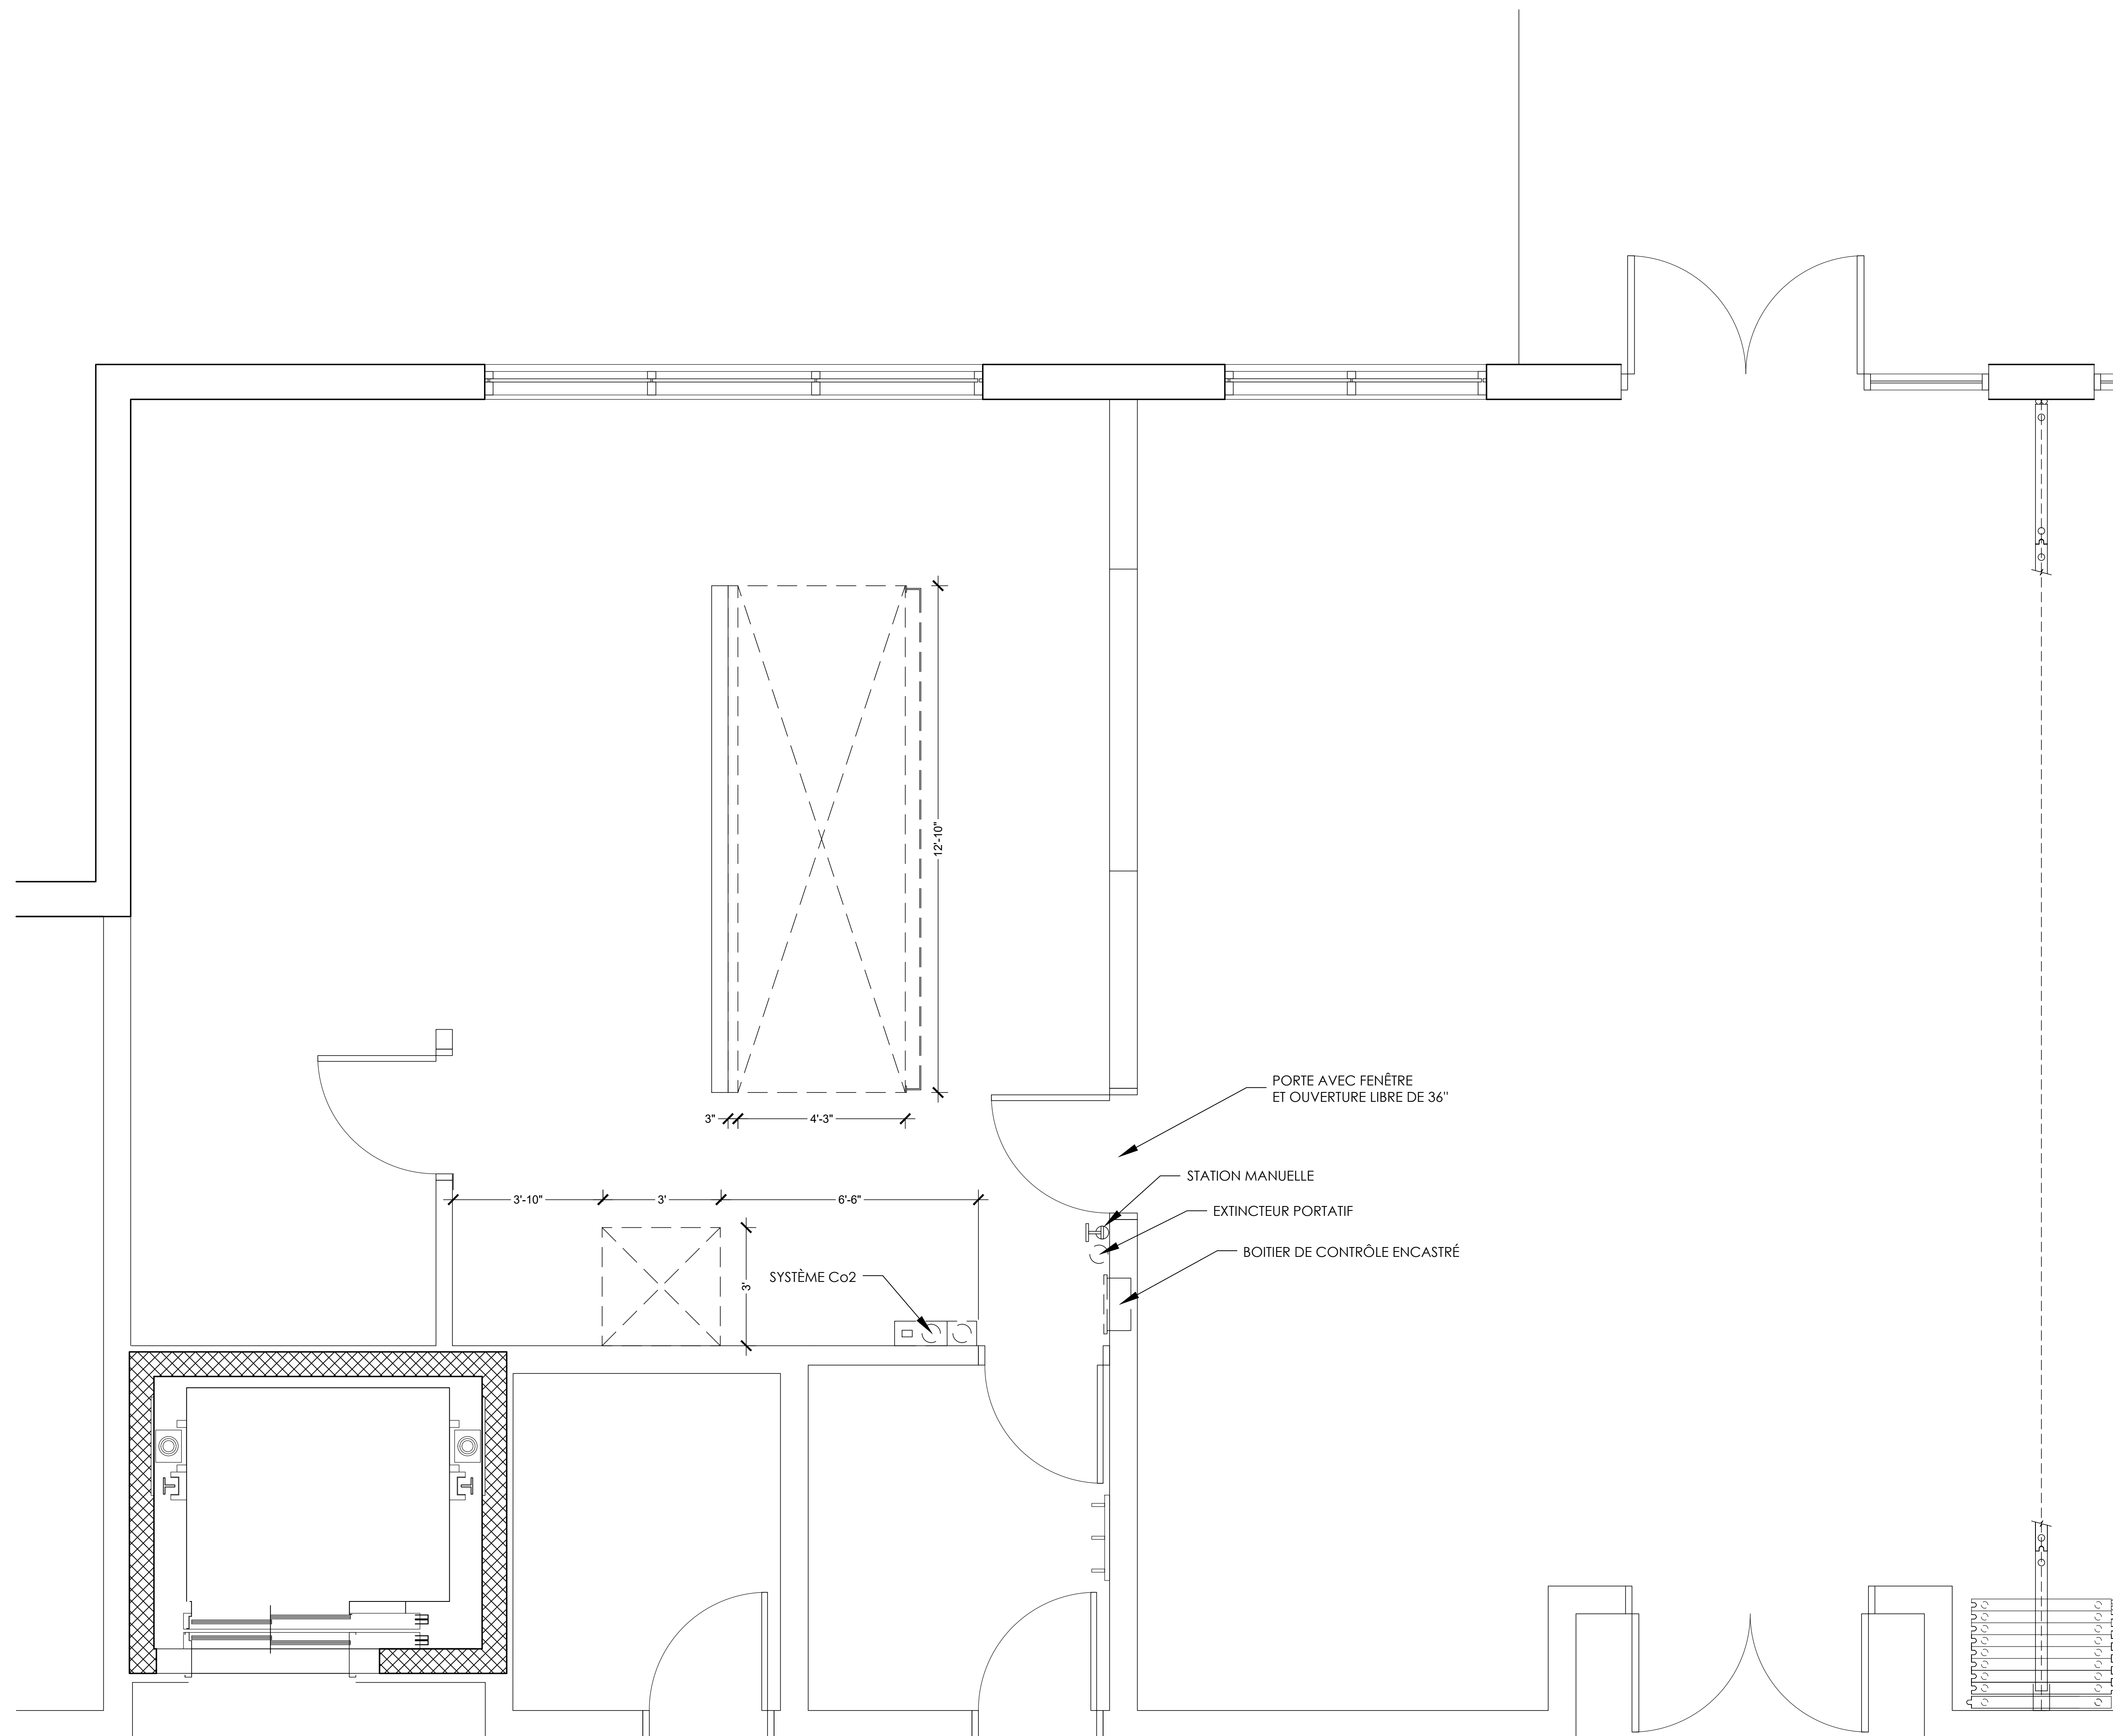 12'-10"
PORTE AVEC FENÊTRE
ET OUVERTURE LIBRE DE 36"
3"
4'-3"
STATION MANUELLE
3'-10"
3'
6'-6"
EXTINCTEUR PORTATIF
BOITIER DE CONTRÔLE ENCASTRÉ
SYSTÈME Co2
3'